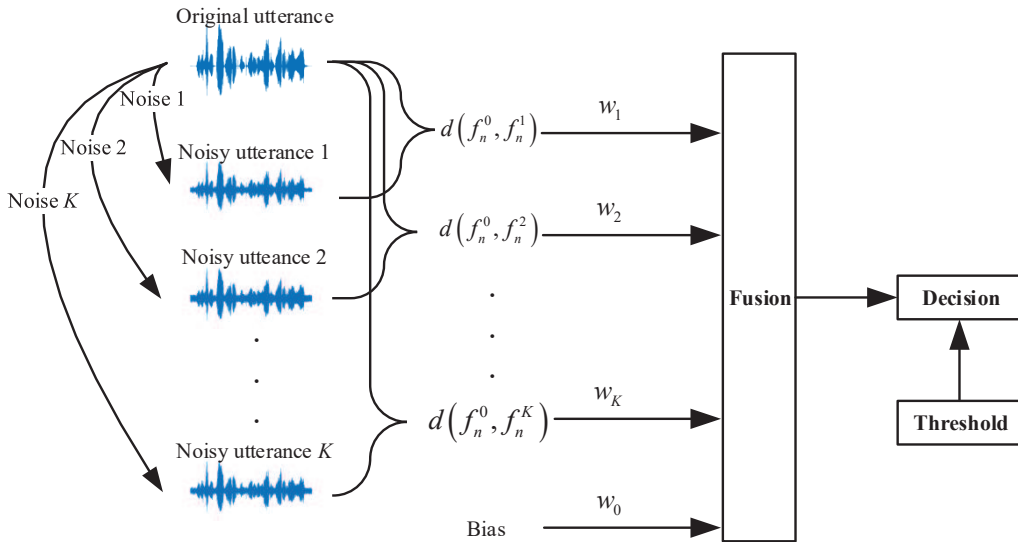 Original utterance
Noise 1
Noise 2
Noise K
Noisy utterance 1
Noisy utteance 2
.
.
.
Noisy utterance K
d(f_n^0, f_n^1)
d(f_n^0, f_n^2)
.
.
.
d(f_n^0, f_n^K)
Bias
w_1
w_2
w_K
w_0
Fusion
Decision
Threshold